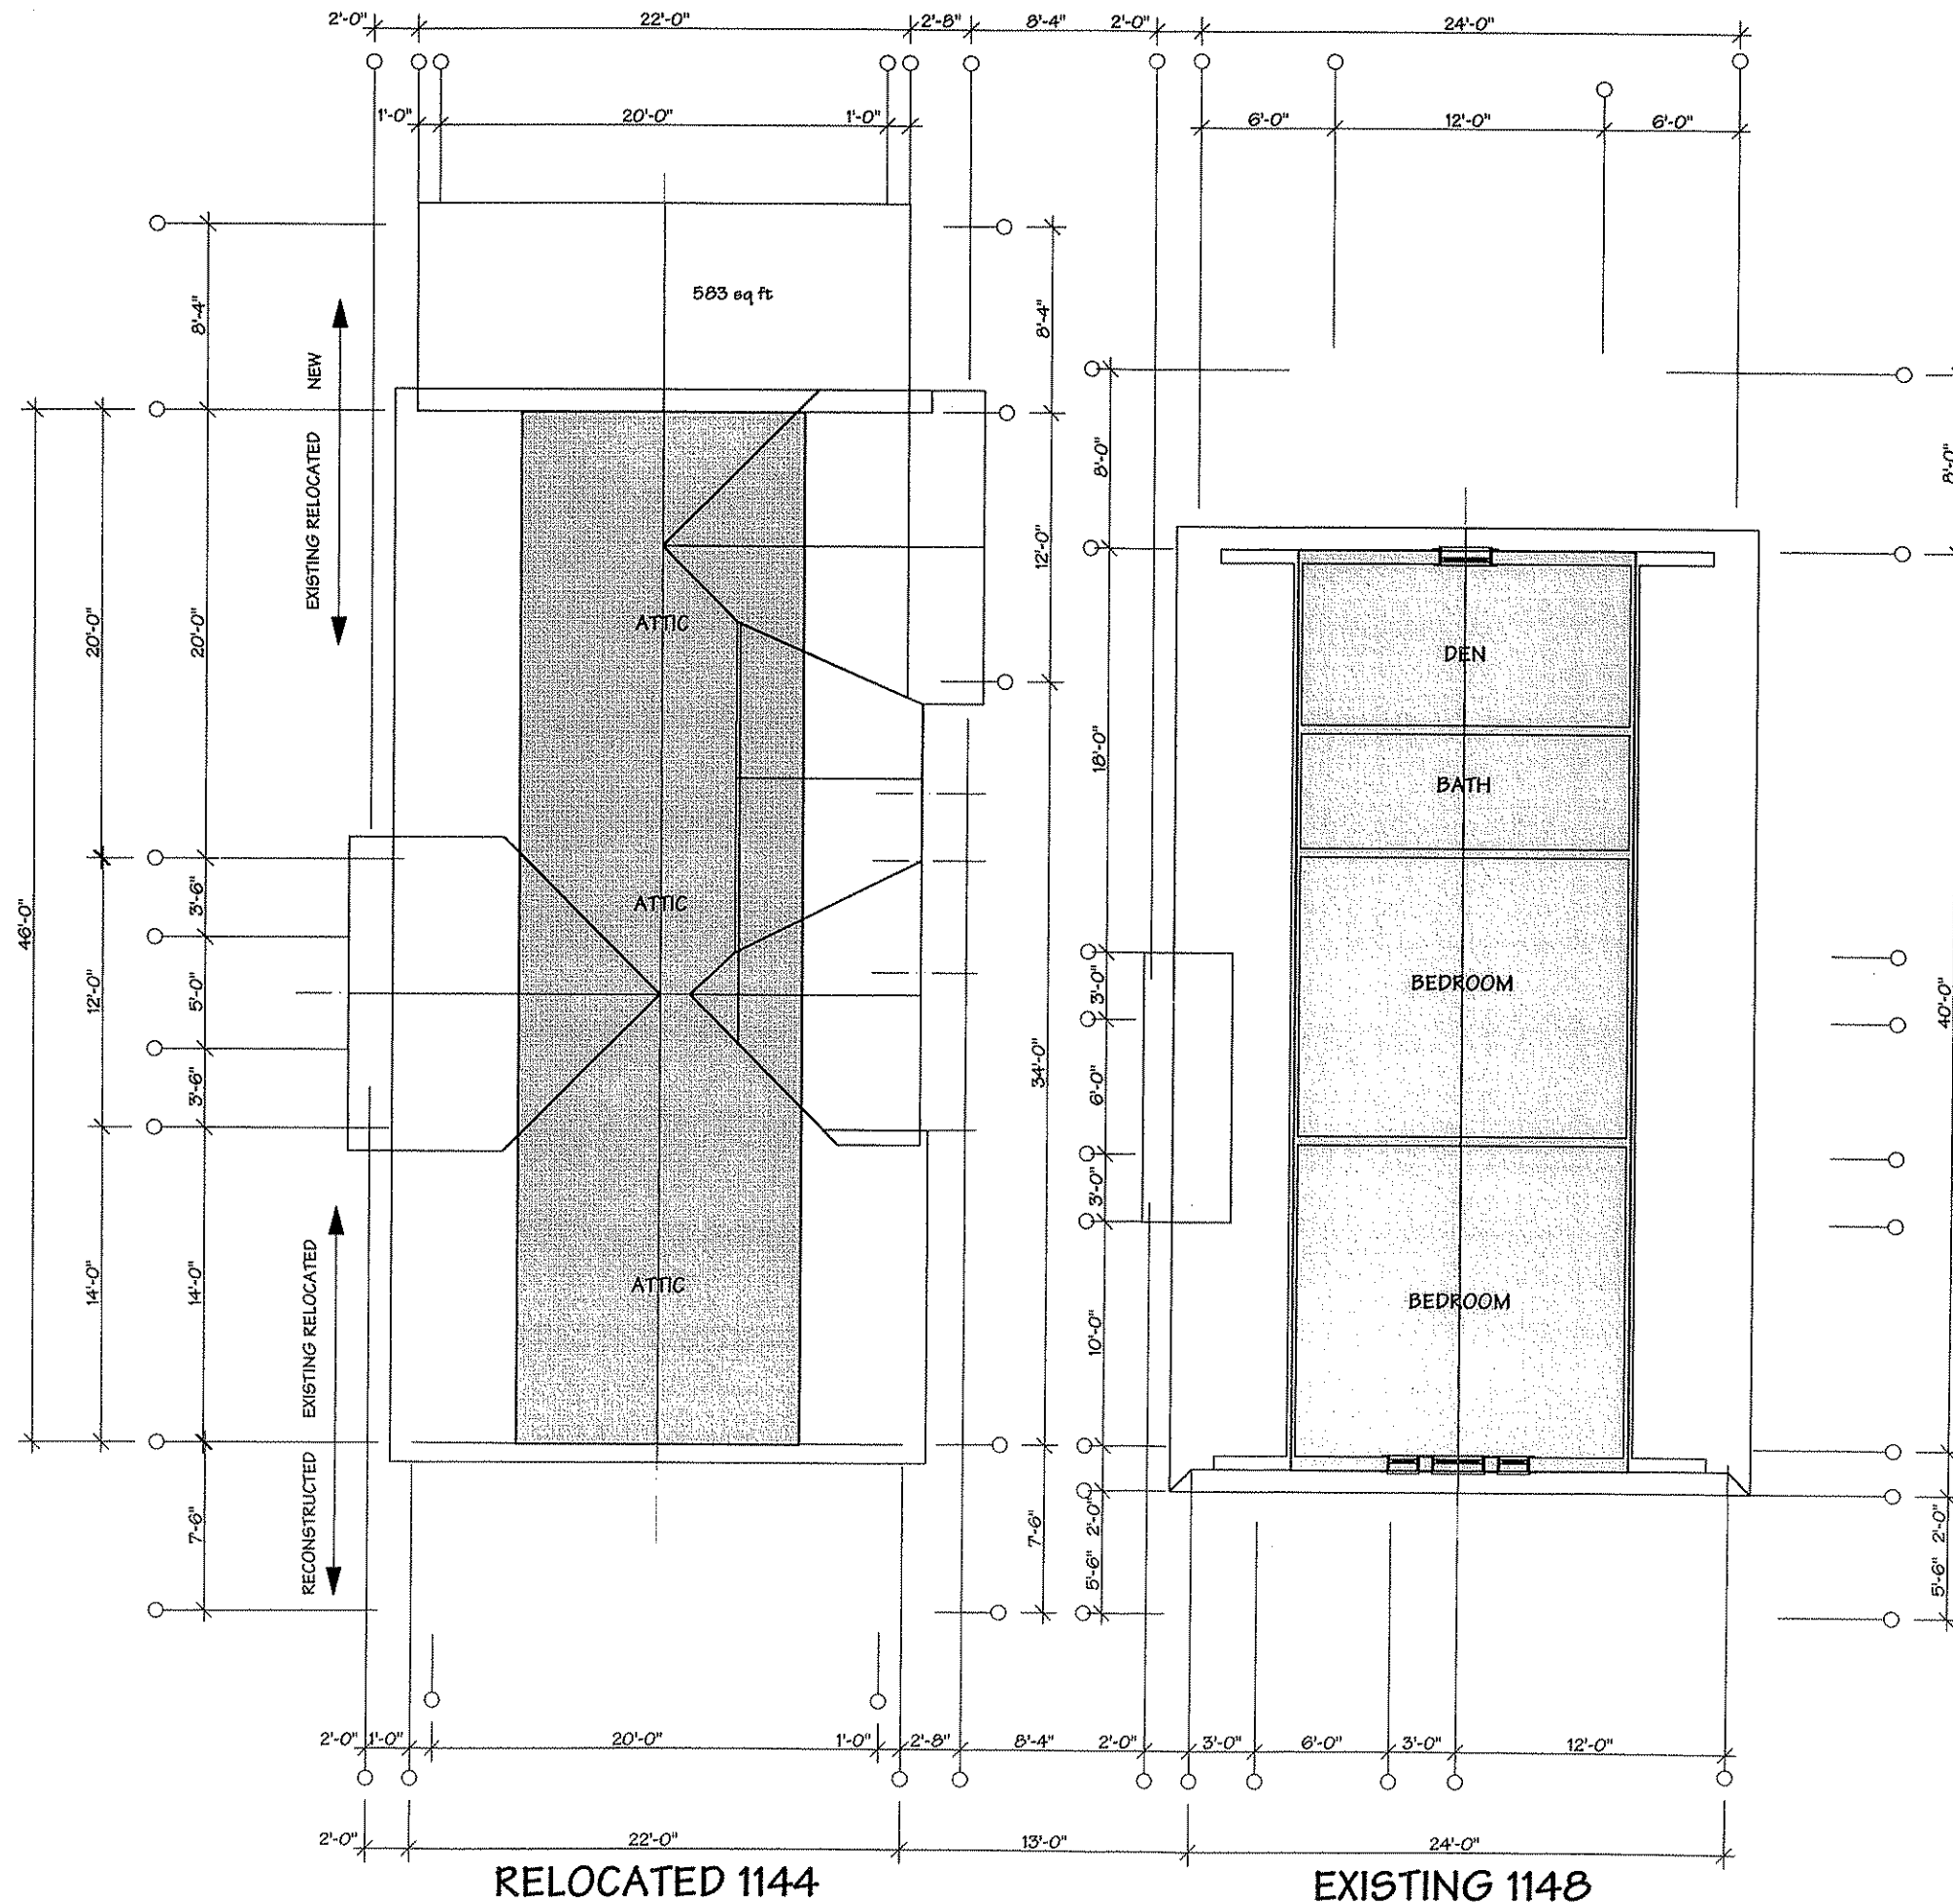 2'-0" 22'-0" 2'-8" 8'-4" 2'-0" 24'-0"
1'-0" 20'-0" 1'-0" 6'-0" 12'-0" 6'-0"
583 sq ft
8'-4"
8'-4"
NEW
EXISTING RELOCATED
20'-0"
20'-0"
12'-0"
8'-0"
8'-0"
ATTIC
DEN
18'-0"
BATH
46'-0"
3'-6"
ATTIC
12'-0"
5'-0"
3'-6"
34'-0"
3'-0"
6'-0"
3'-0"
BEDROOM
40'-0"
14'-0"
14'-0"
EXISTING RELOCATED
RECONSTRUCTED
ATTIC
10'-0"
BEDROOM
7'-6"
7'-6"
2'-0"
5'-6"
2'-0"
5'-6"
2'-0" 1'-0" 20'-0" 1'-0" 2'-8" 8'-4" 2'-0" 3'-0" 6'-0" 3'-0" 12'-0"
2'-0" 22'-0" 13'-0" 24'-0"
RELOCATED 1144 EXISTING 1148